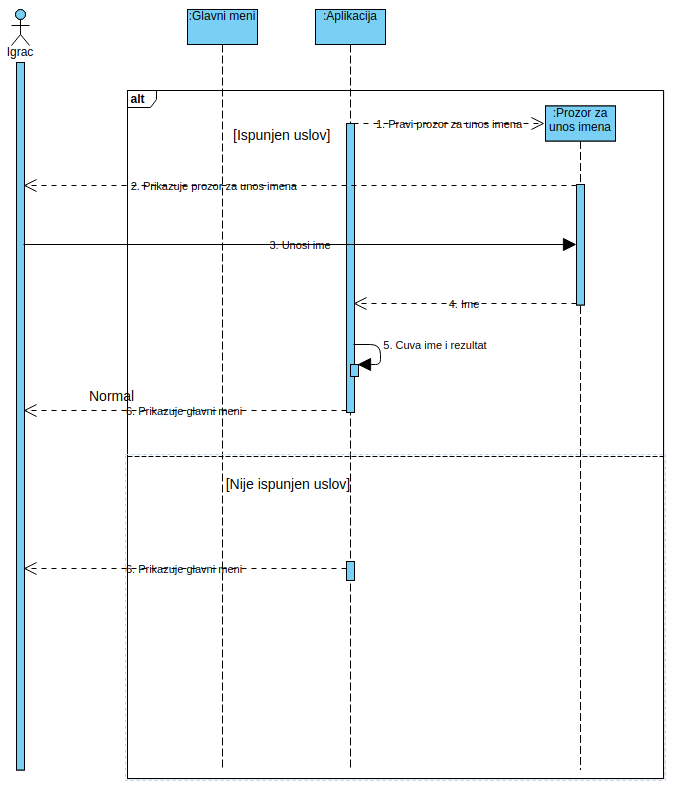 :Glavni meni
:Aplikacija
Igrac
alt
:Prozor za
unos imena
1. Pravi prozor za unos imena
[Ispunjen uslov]
2. Prikazuje prozor za unos imena
3. Unosi ime
4. Ime
5. Cuva ime i rezultat
Normal
6. Prikazuje glavni meni
[Nije ispunjen uslov]
6. Prikazuje glavni meni